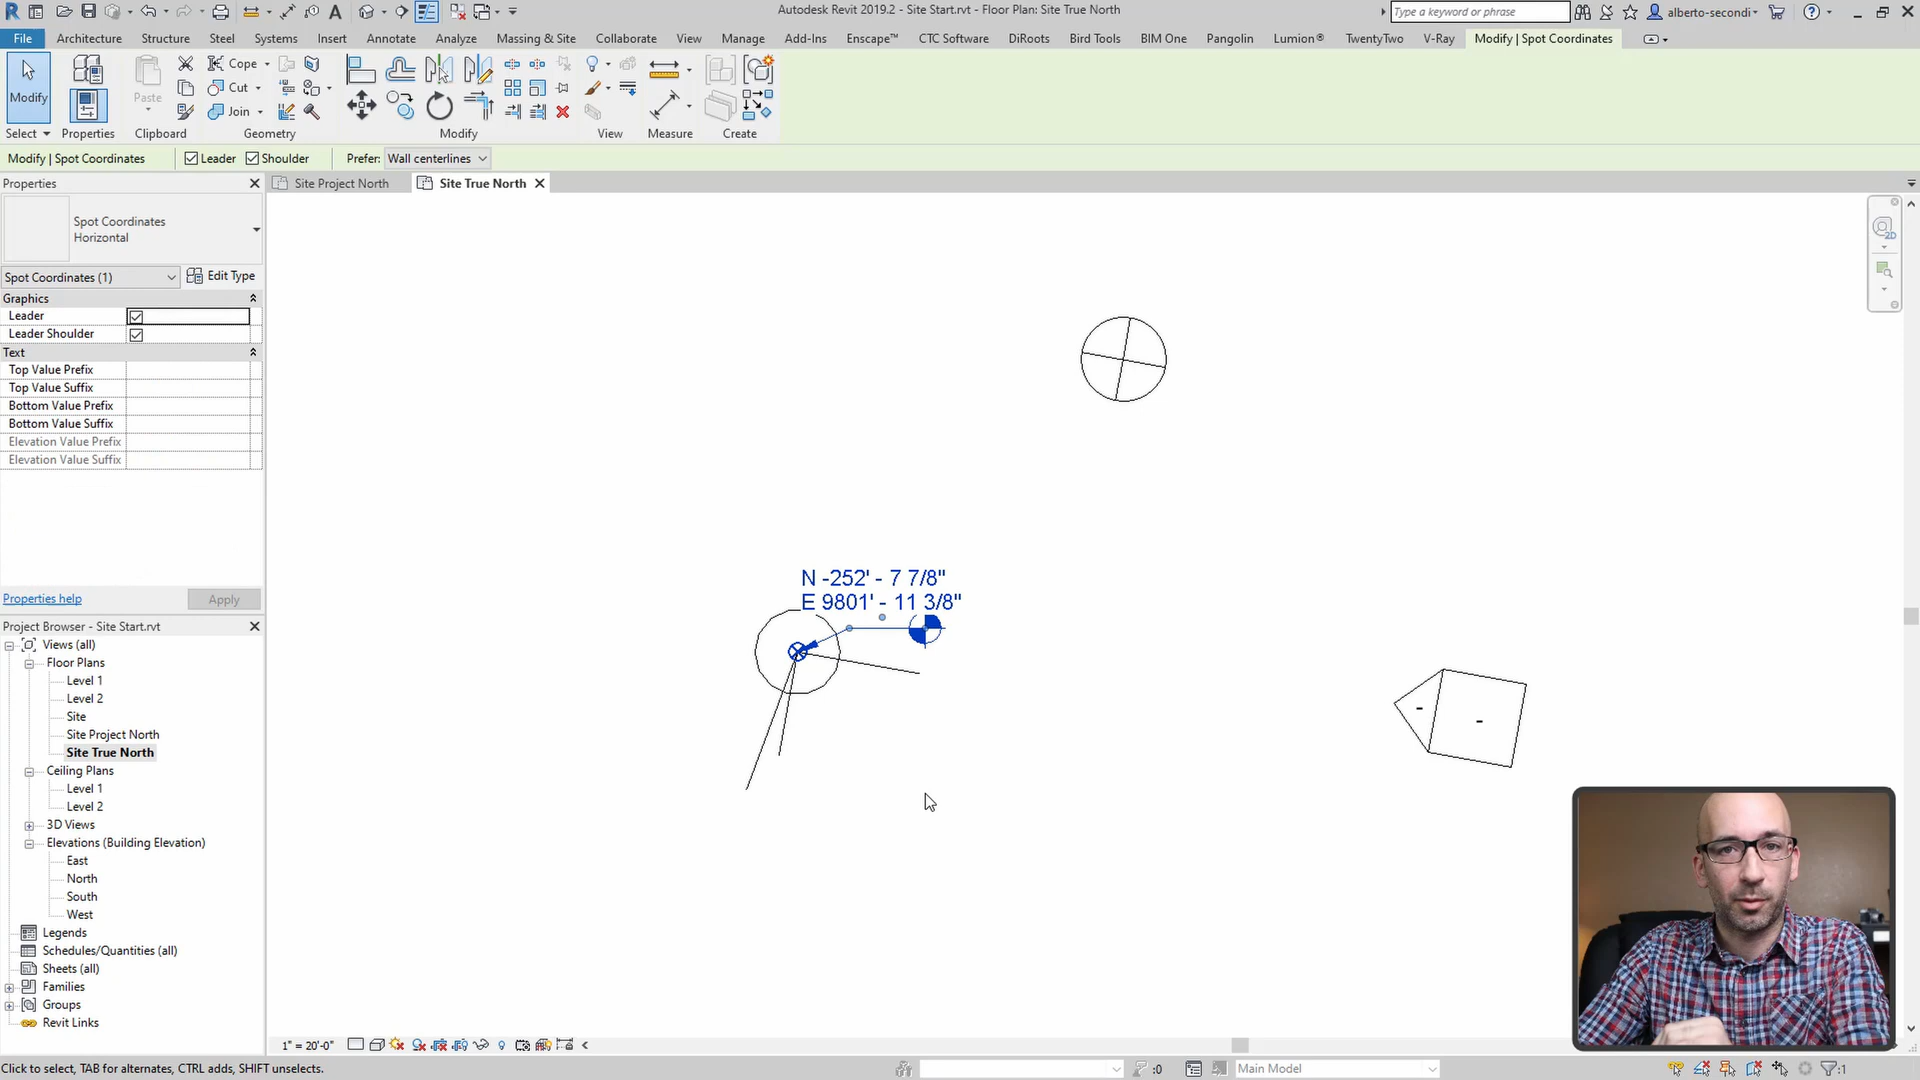 Autodesk Revit 2019.2 - Site Start.rvt - Floor Plan: Site True North
Type a keyword or phrase
alberto-secondi
File
Architecture
Structure
Steel
Systems
Insert
Annotate
Analyze
Massing & Site
Collaborate
View
Manage
Add-Ins
Enscape™
CTC Software
DiRoots
Bird Tools
BIM One
Pangolin
Lumion®
TwentyTwo
V-Ray
Modify | Spot Coordinates
Modify
Paste
Cope
Cut
Join
Select
Properties
Clipboard
Geometry
Modify
View
Measure
Create
Modify | Spot Coordinates
Leader
Shoulder
Prefer:
Wall centerlines
Properties
Site Project North
Site True North
Spot Coordinates
Horizontal
Spot Coordinates (1)
Edit Type
Graphics
Leader
Leader Shoulder
Text
Top Value Prefix
Top Value Suffix
Bottom Value Prefix
Bottom Value Suffix
Elevation Value Prefix
Elevation Value Suffix
Properties help
Apply
Project Browser - Site Start.rvt
Views (all)
Floor Plans
Level 1
Level 2
Site
Site Project North
Site True North
Ceiling Plans
Level 1
Level 2
3D Views
Elevations (Building Elevation)
East
North
South
West
Legends
Schedules/Quantities (all)
Sheets (all)
Families
Groups
Revit Links
N -252' - 7 7/8"
E 9801' - 11 3/8"
2D
1" = 20'-0"
Click to select, TAB for alternates, CTRL adds, SHIFT unselects.
:0
Main Model
:1